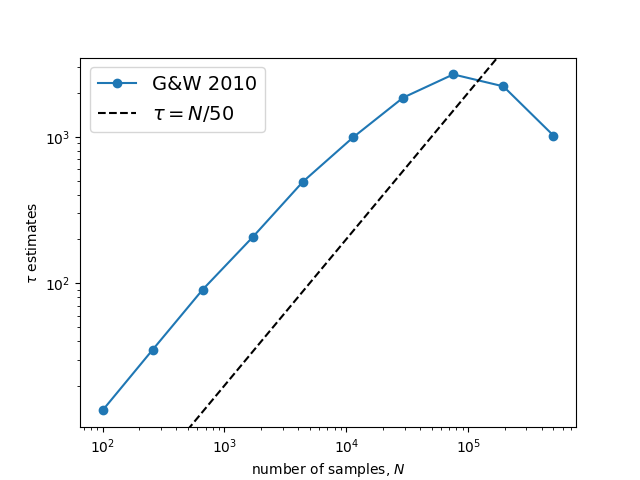 G&W 2010
τ = N/50
10³
10²
τ estimates
10² 10³ 10⁴ 10⁵
number of samples, N